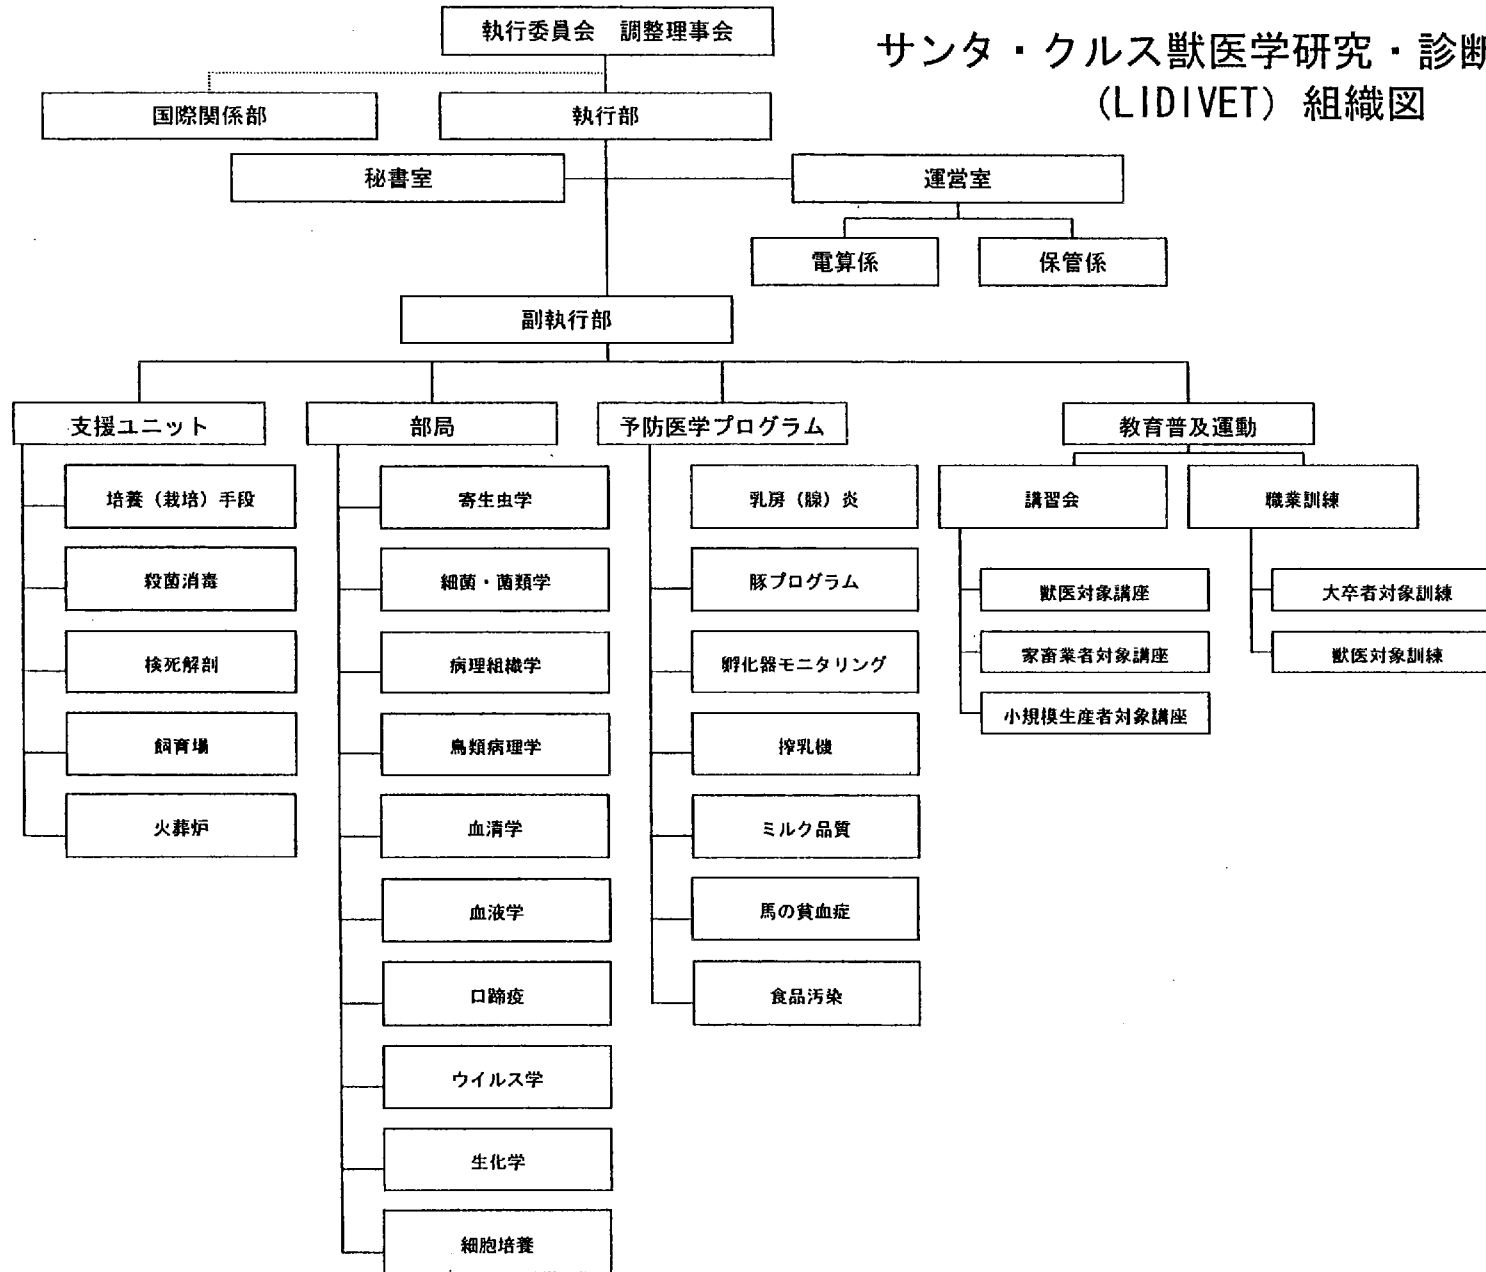 執行委員会　調整理事会
サンタ・クルス獣医学研究・診断
(LIDIVET) 組織図
国際関係部
執行部
秘書室
運営室
電算係
保管係
副執行部
支援ユニット
培養（栽培）手段
殺菌消毒
検死解剖
飼育場
火葬炉
部局
寄生虫学
細菌・菌類学
病理組織学
鳥類病理学
血清学
血液学
口蹄疫
ウイルス学
生化学
細胞培養
予防医学プログラム
乳房（腺）炎
豚プログラム
孵化器モニタリング
搾乳機
ミルク品質
馬の貧血症
食品汚染
教育普及運動
講習会
獣医対象講座
家畜業者対象講座
小規模生産者対象講座
職業訓練
大卒者対象訓練
獣医対象訓練